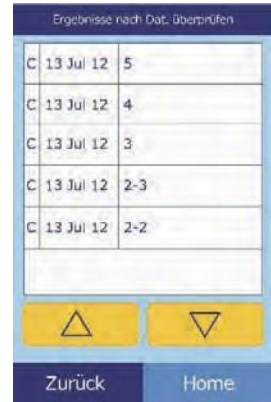 Ergebnisse nach Dat. überprüfen
C 13 Jul 12 5
C 13 Jul 12 4
C 13 Jul 12 3
C 13 Jul 12 2-3
C 13 Jul 12 2-2
Zurück Home